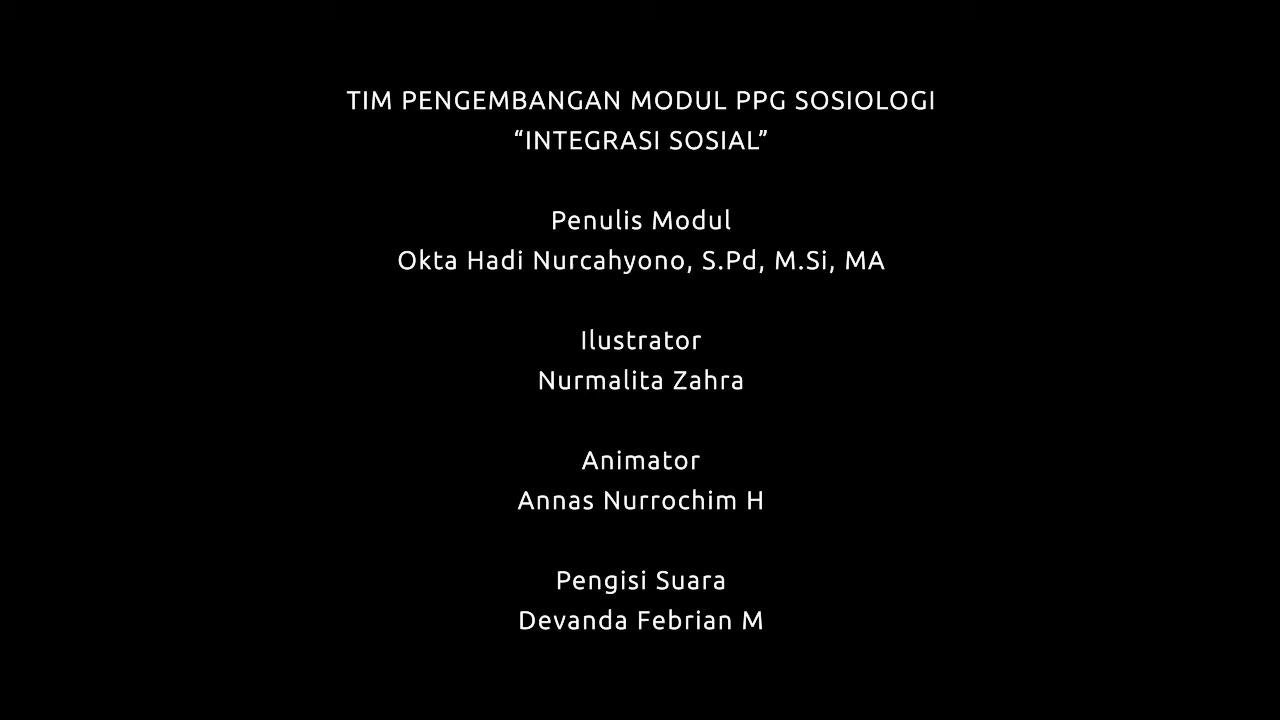 TIM PENGEMBANGAN MODUL PPG SOSIOLOGI
“INTEGRASI SOSIAL”
Penulis Modul
Okta Hadi Nurcahyono, S.Pd, M.Si, MA
Ilustrator
Nurmalita Zahra
Animator
Annas Nurrochim H
Pengisi Suara
Devanda Febrian M